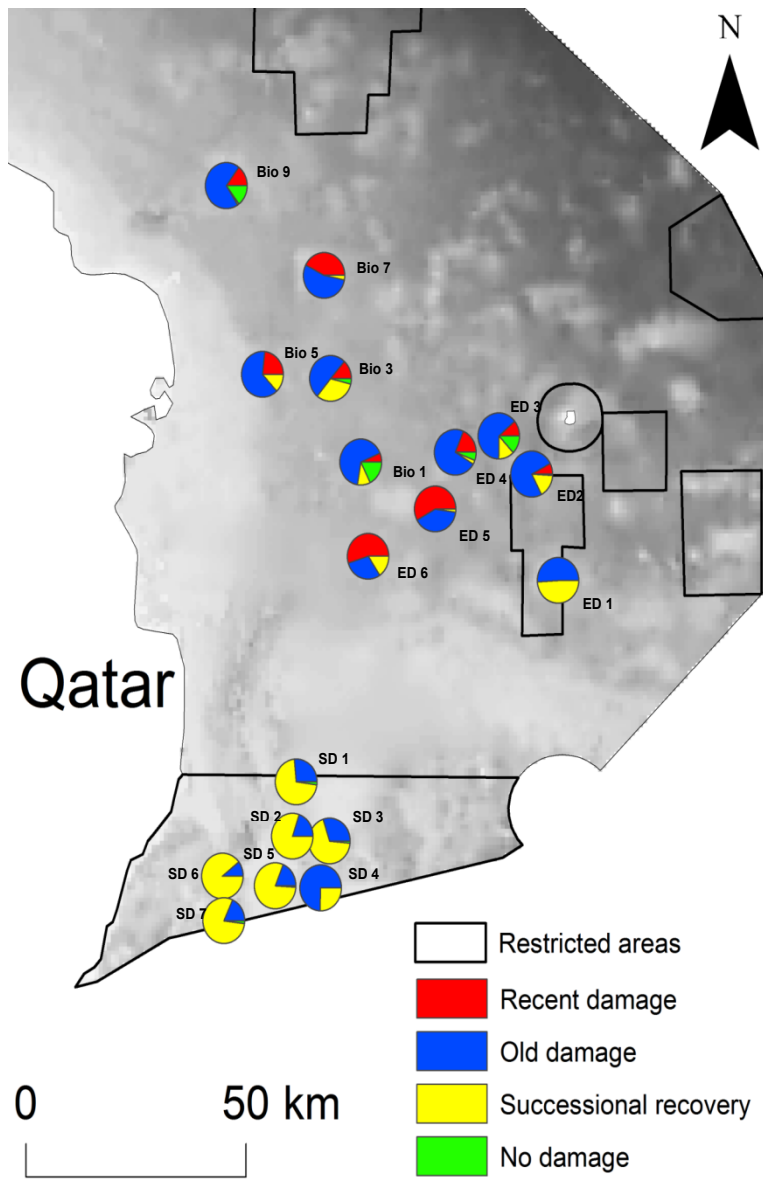 N
Bio 9
Bio 7
Bio 5
Bio 3
ED 3
Bio 1
ED 4
ED2
ED 5
ED 6
ED 1
Qatar
SD 1
SD 2
SD 3
SD 5
SD 6
SD 4
SD 7
Restricted areas
Recent damage
Old damage
0 50 km
Successional recovery
No damage